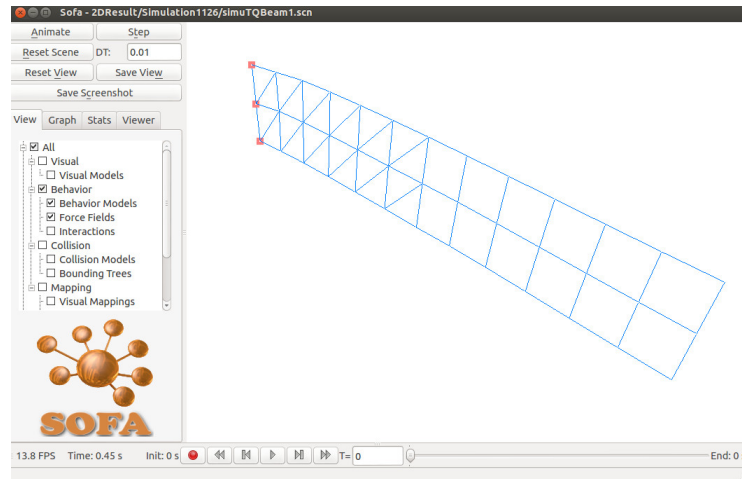 Sofa - 2DResult/Simulation1126/simuTQBeam1.scn
Animate Step
Reset Scene DT: 0.01
Reset View Save View
Save Screenshot
View Graph Stats Viewer
All
Visual
Visual Models
Behavior
Behavior Models
Force Fields
Interactions
Collision
Collision Models
Bounding Trees
Mapping
Visual Mappings
SOFA
13.8 FPS Time: 0.45 s Init: 0 s T= 0 End: 0